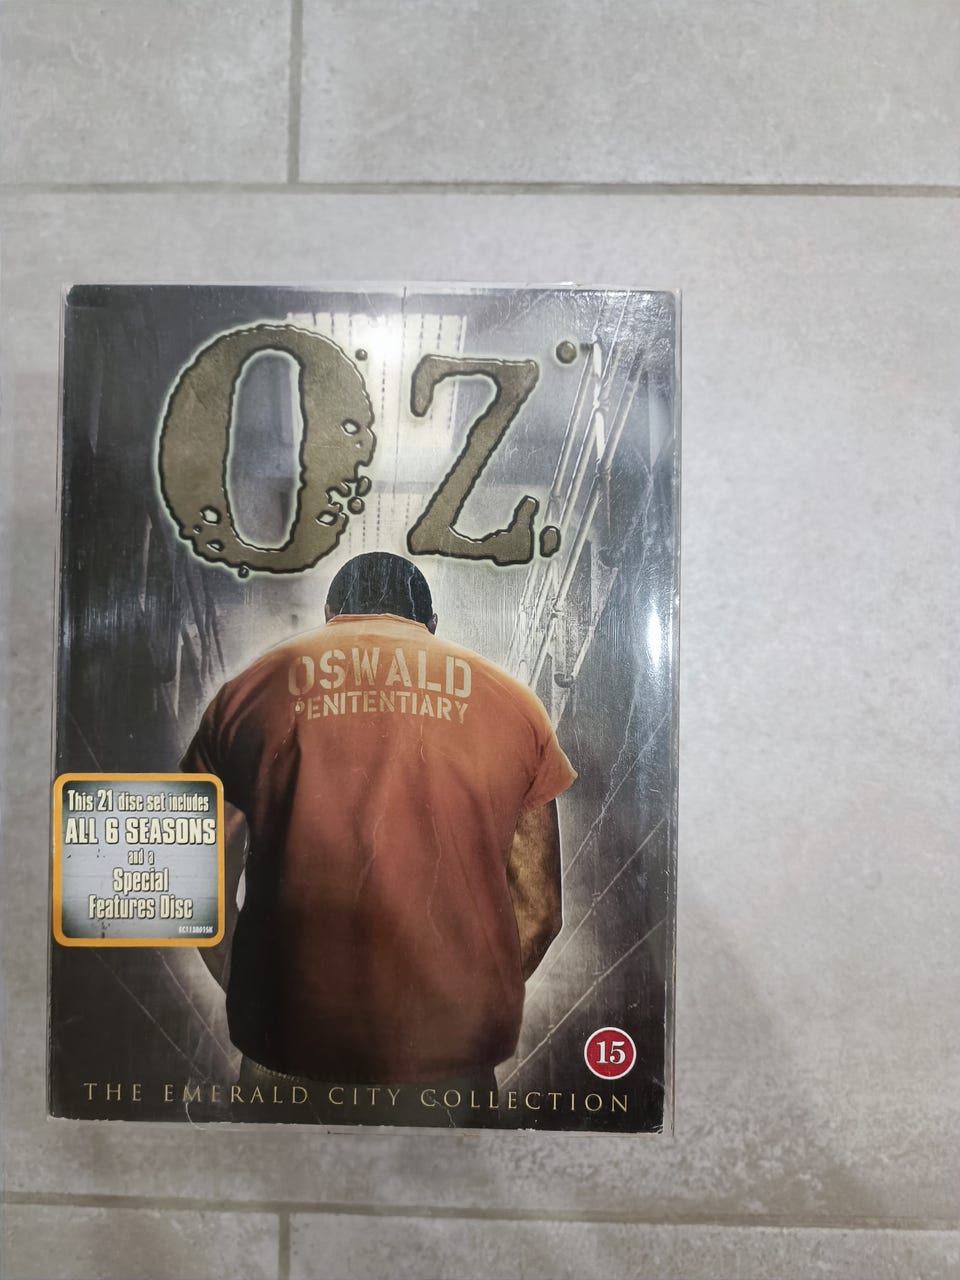 OZ
OSWALD
PENITENTIARY
This 21 disc set includes
ALL 6 SEASONS
and a
Special
Features Disc
15
THE EMERALD CITY COLLECTION